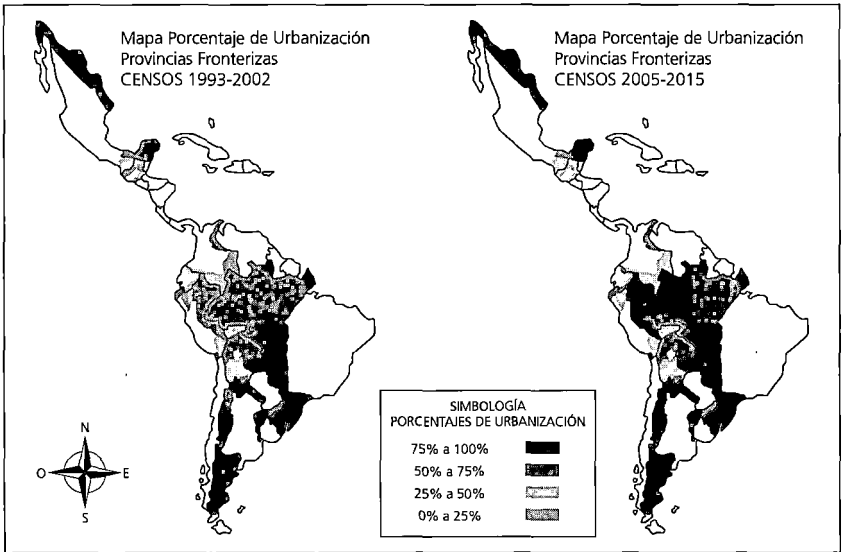 Mapa Porcentaje de Urbanización
Provincias Fronterizas
CENSOS 1993-2002
Mapa Porcentaje de Urbanización
Provincias Fronterizas
CENSOS 2005-2015
N
O
E
S
SIMBOLOGÍA
PORCENTAJES DE URBANIZACIÓN
75% a 100%
50% a 75%
25% a 50%
0% a 25%